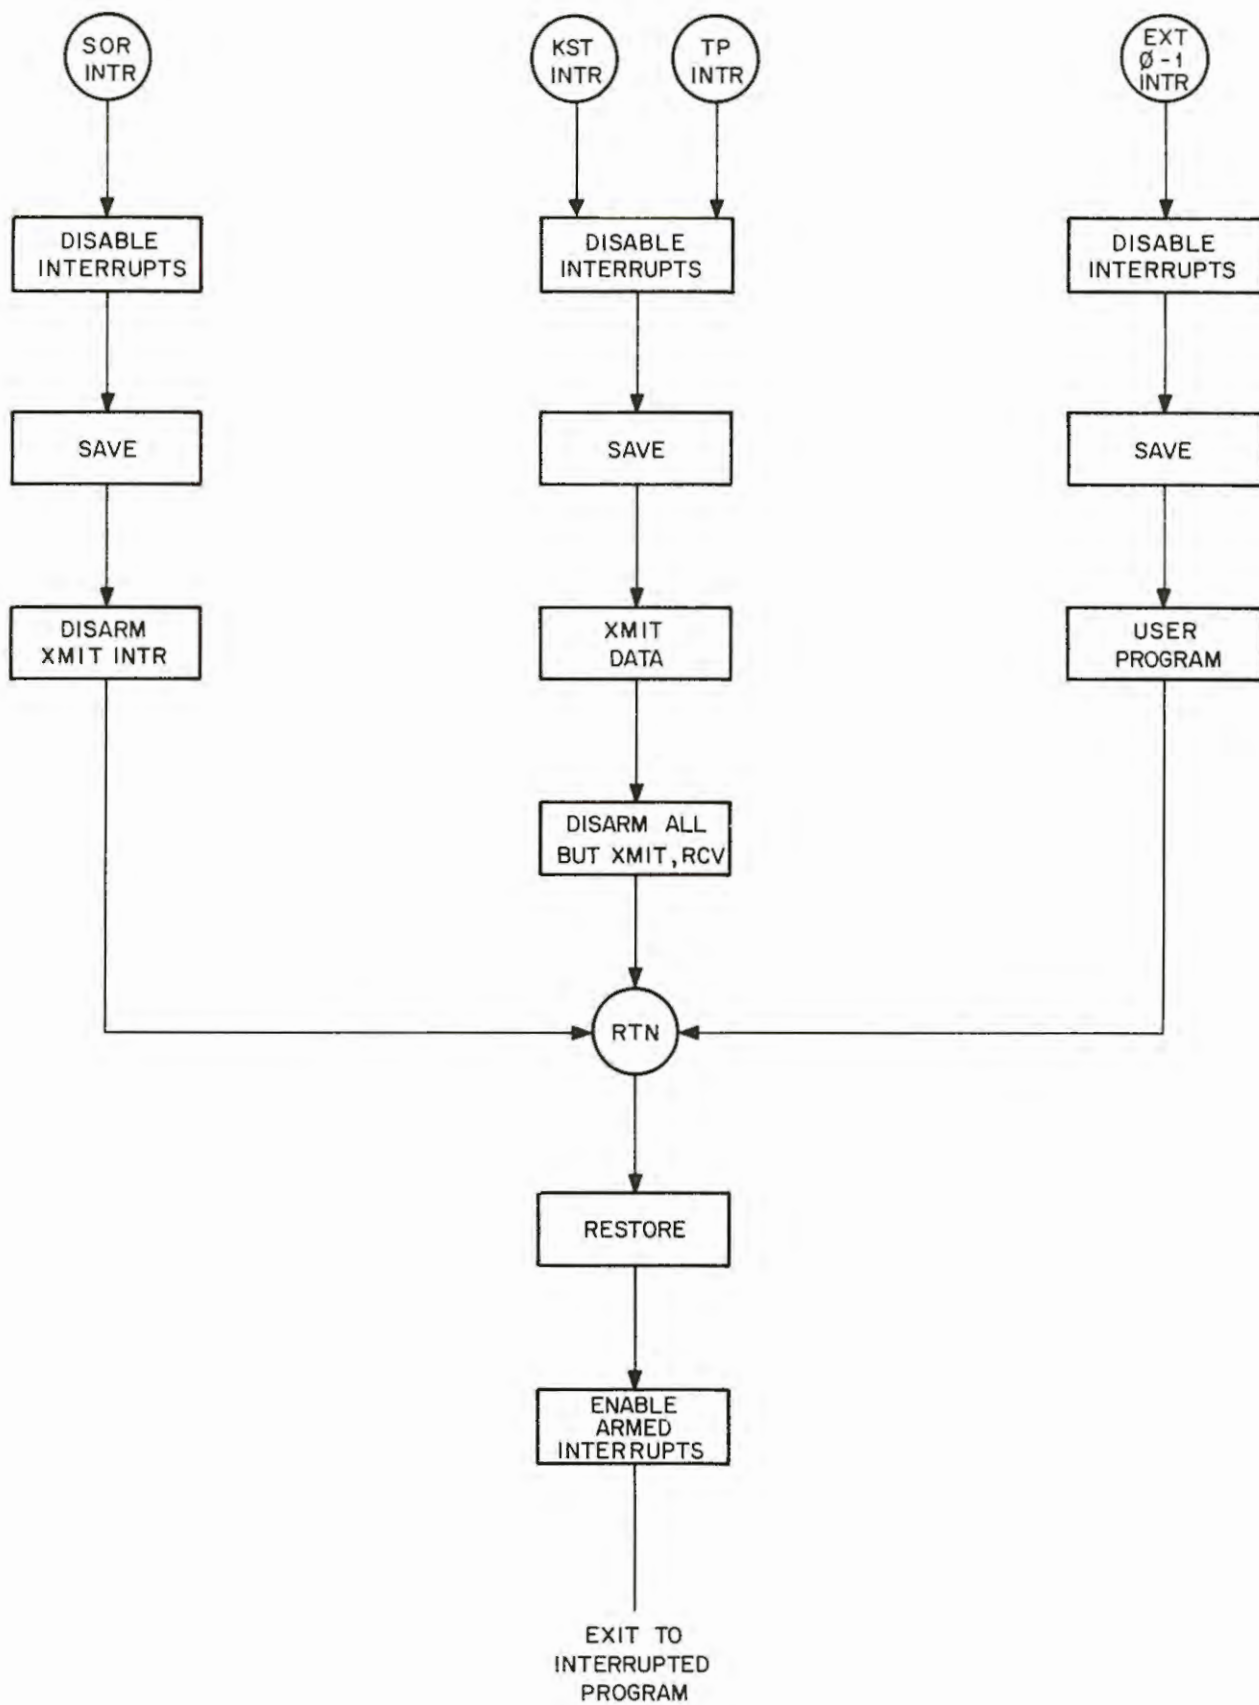 SOR
INTR
KST
INTR
TP
INTR
EXT
Ø-1
INTR
DISABLE
INTERRUPTS
DISABLE
INTERRUPTS
DISABLE
INTERRUPTS
SAVE
SAVE
SAVE
DISARM
XMIT INTR
XMIT
DATA
USER
PROGRAM
DISARM ALL
BUT XMIT, RCV
RTN
RESTORE
ENABLE
ARMED
INTERRUPTS
EXIT TO
INTERRUPTED
PROGRAM